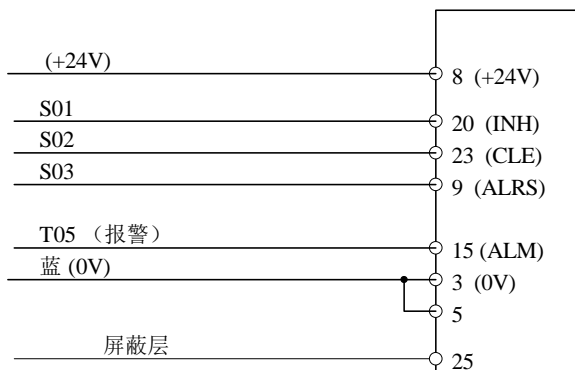 (+24V)
8 (+24V)
S01
20 (INH)
S02
23 (CLE)
S03
9 (ALRS)
T05 （报警）
15 (ALM)
蓝 (0V)
3 (0V)
5
屏蔽层
25